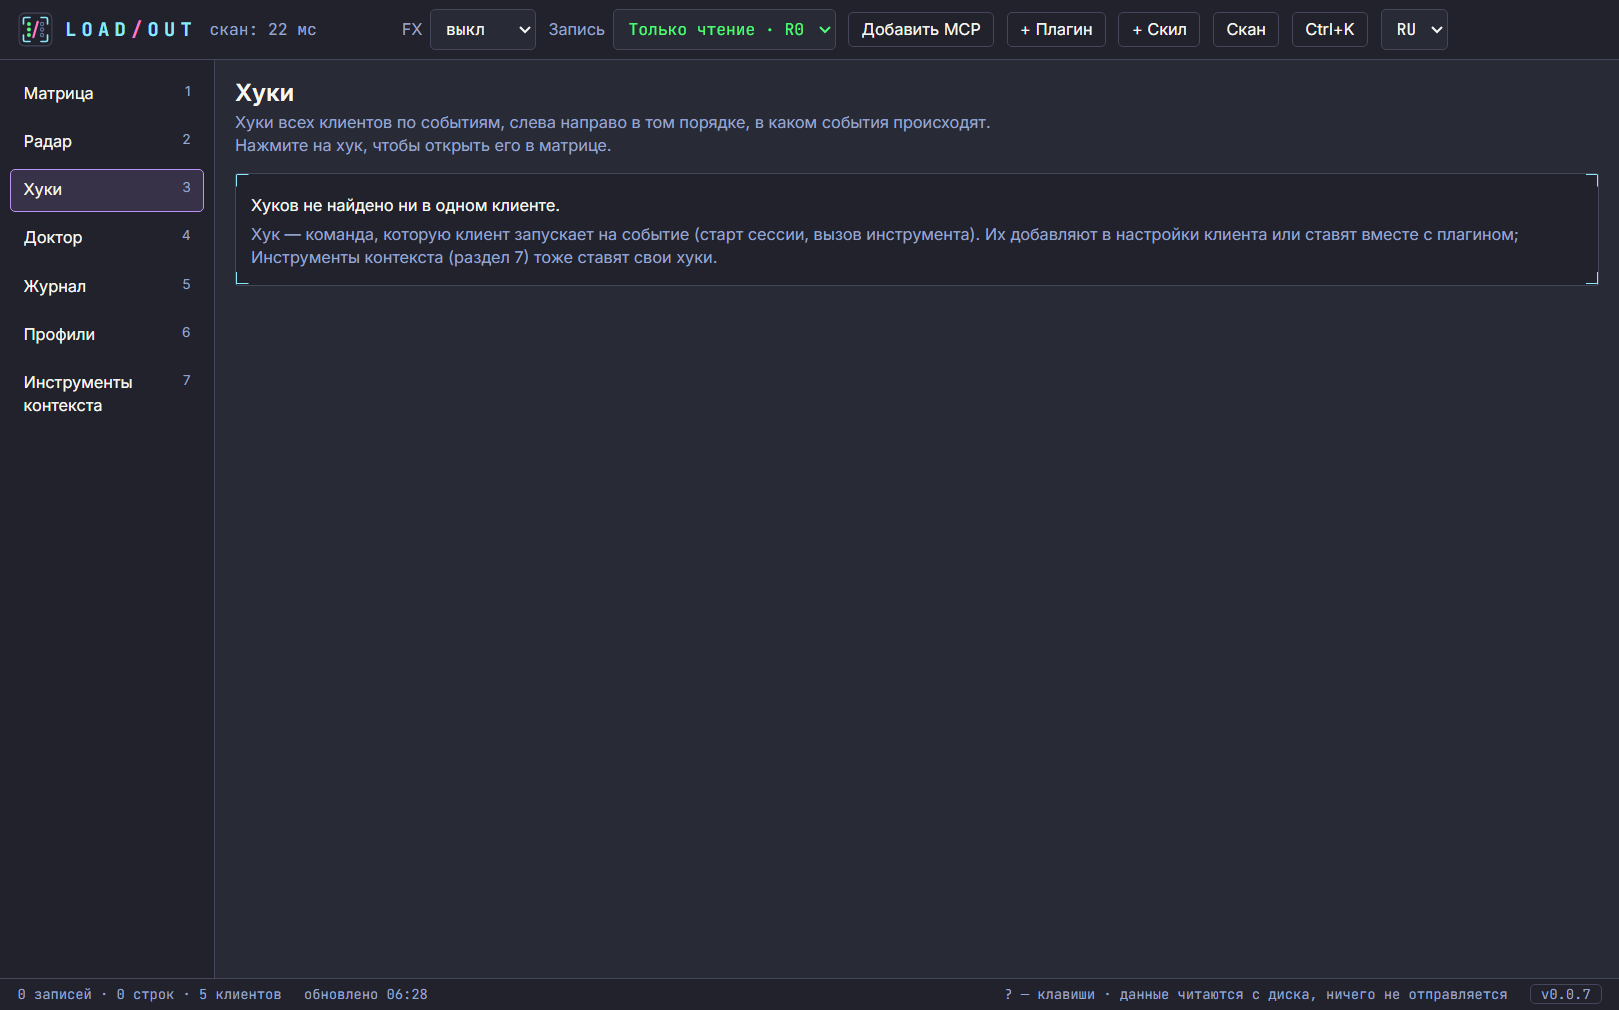 LOAD/OUT скан: 22 мс FX выкл Запись Только чтение · R0 Добавить MCP + Плагин + Скил Скан Ctrl+K RU
Матрица 1
Радар 2
Хуки 3
Доктор 4
Журнал 5
Профили 6
Инструменты 7
контекста
Хуки
Хуки всех клиентов по событиям, слева направо в том порядке, в каком события происходят.
Нажмите на хук, чтобы открыть его в матрице.
Хуков не найдено ни в одном клиенте.
Хук — команда, которую клиент запускает на событие (старт сессии, вызов инструмента). Их добавляют в настройки клиента или ставят вместе с плагином;
Инструменты контекста (раздел 7) тоже ставят свои хуки.
0 записей · 0 строк · 5 клиентов обновлено 06:28 ? — клавиши · данные читаются с диска, ничего не отправляется v0.0.7